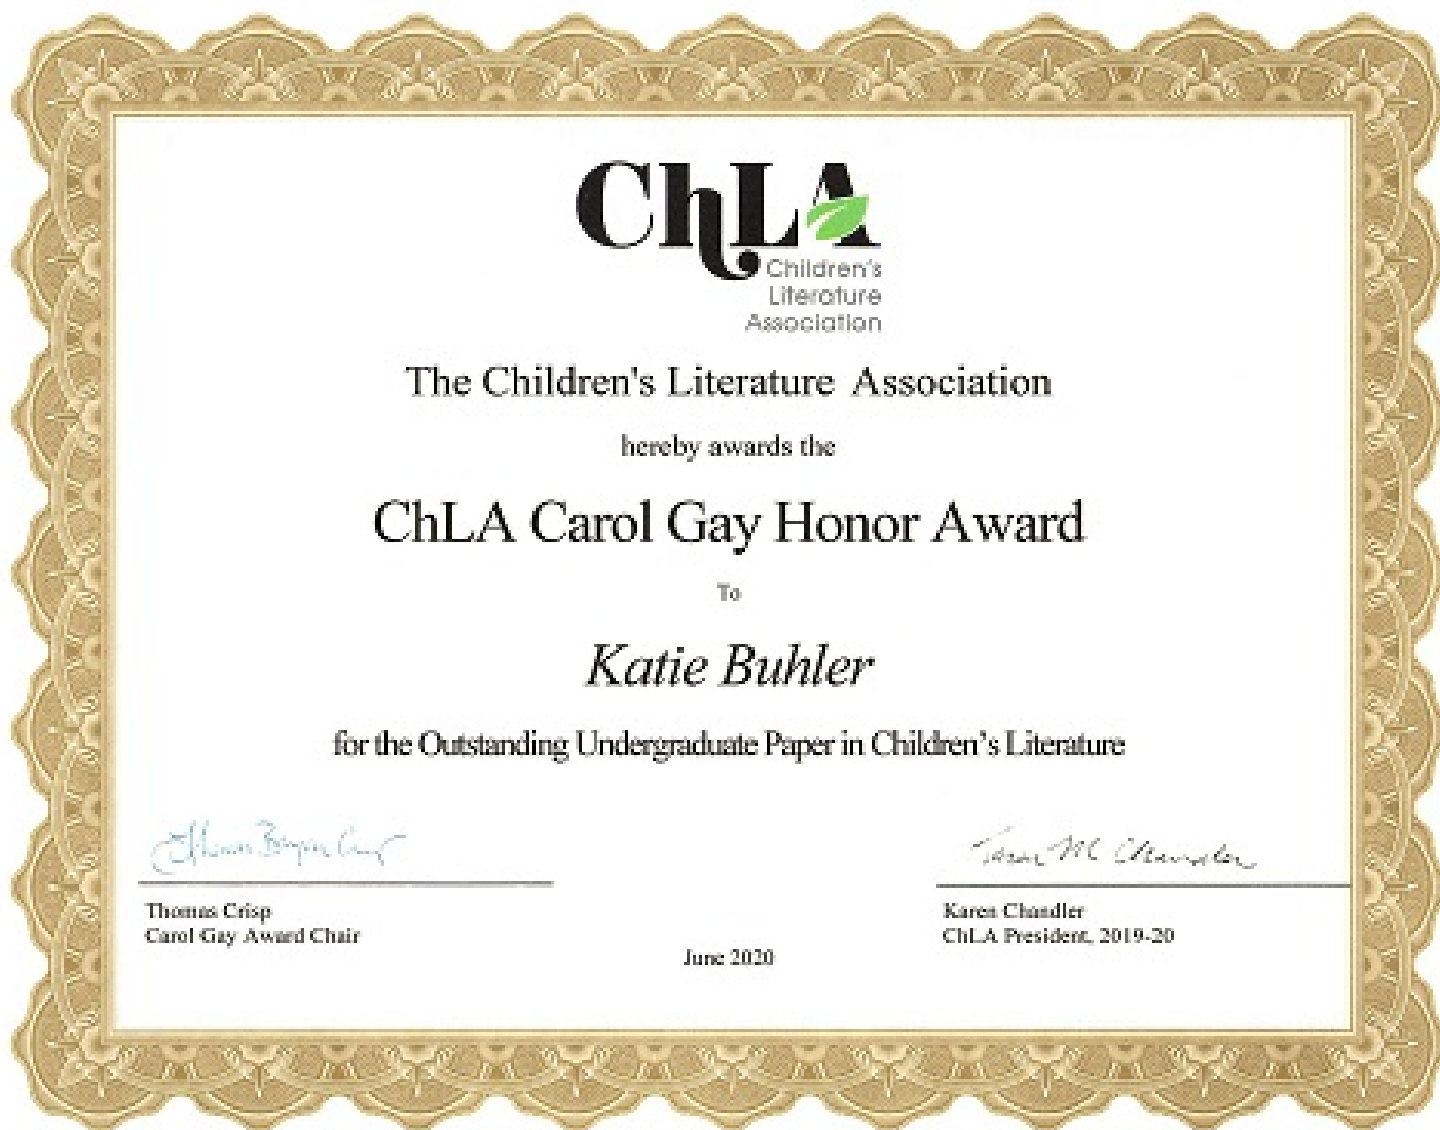 ChLA
Children's
Literature
Association
The Children's Literature Association
hereby awards the
ChLA Carol Gay Honor Award
To
Katie Buhler
for the Outstanding Undergraduate Paper in Children's Literature
Thomas Crisp
Carol Gay Award Chair
Karen M Chandler
Karen Chandler
ChLA President, 2019-20
June 2020